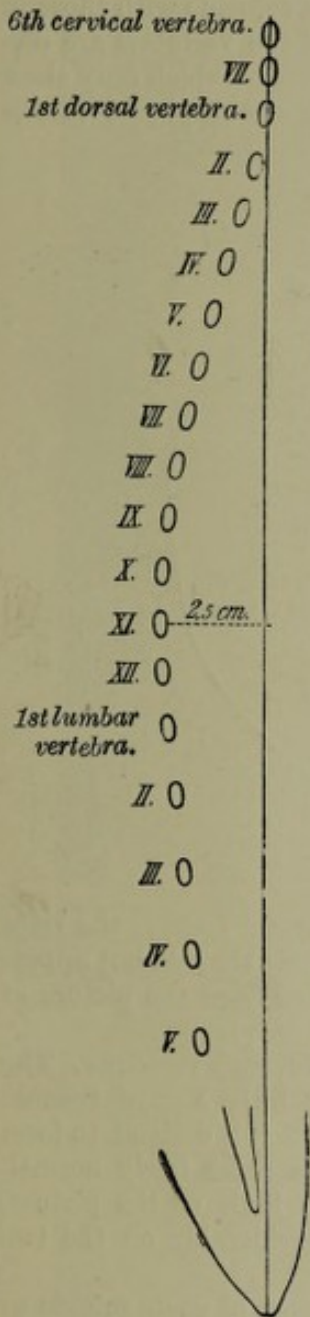 6th cervical vertebra.
VII.
1st dorsal vertebra.
II.
III.
IV.
V.
VI.
VII.
VIII.
IX.
X.
XI. 2,5 cm.
XII.
1st lumbar
vertebra.
II.
III.
IV.
V.